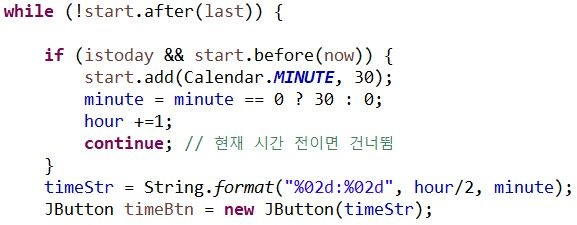 while (!start.after(last)) {
if (istoday && start.before(now)) {
start.add(Calendar.MINUTE, 30);
minute = minute == 0 ? 30 : 0;
hour +=1;
continue; // 현재 시간 전이면 건너뜀
}
timeStr = String.format("%02d:%02d", hour/2, minute);
JButton timeBtn = new JButton(timeStr);